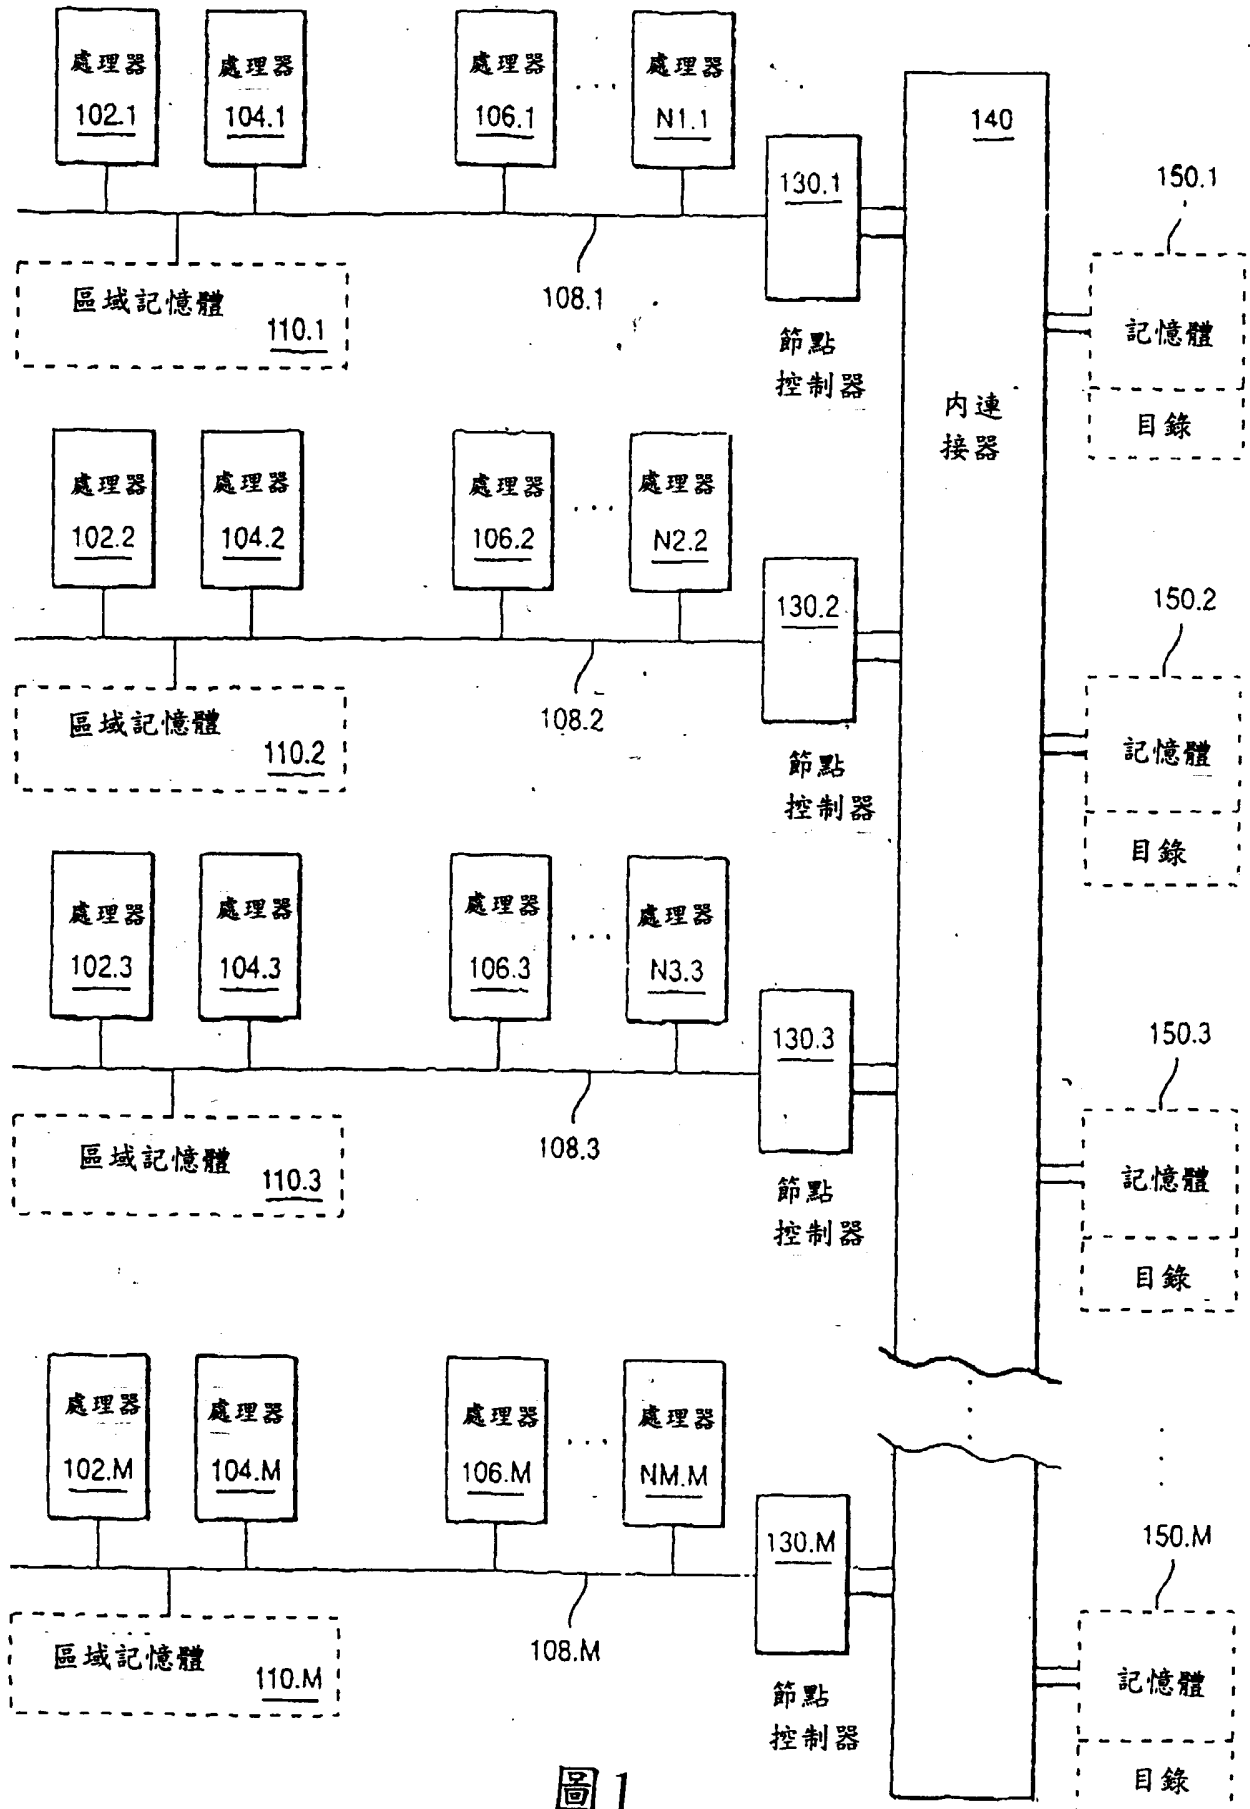 處理器
102.1
處理器
104.1
處理器
106.1
...
處理器
N1.1
130.1
節點
控制器
108.1
區域記憶體
110.1
140
內連
接器
150.1
記憶體
目錄
處理器
102.2
處理器
104.2
處理器
106.2
...
處理器
N2.2
130.2
節點
控制器
108.2
區域記憶體
110.2
150.2
記憶體
目錄
處理器
102.3
處理器
104.3
處理器
106.3
...
處理器
N3.3
130.3
節點
控制器
108.3
區域記憶體
110.3
150.3
記憶體
目錄
處理器
102.M
處理器
104.M
處理器
106.M
...
處理器
NM.M
130.M
節點
控制器
108.M
區域記憶體
110.M
150.M
記憶體
目錄
圖1